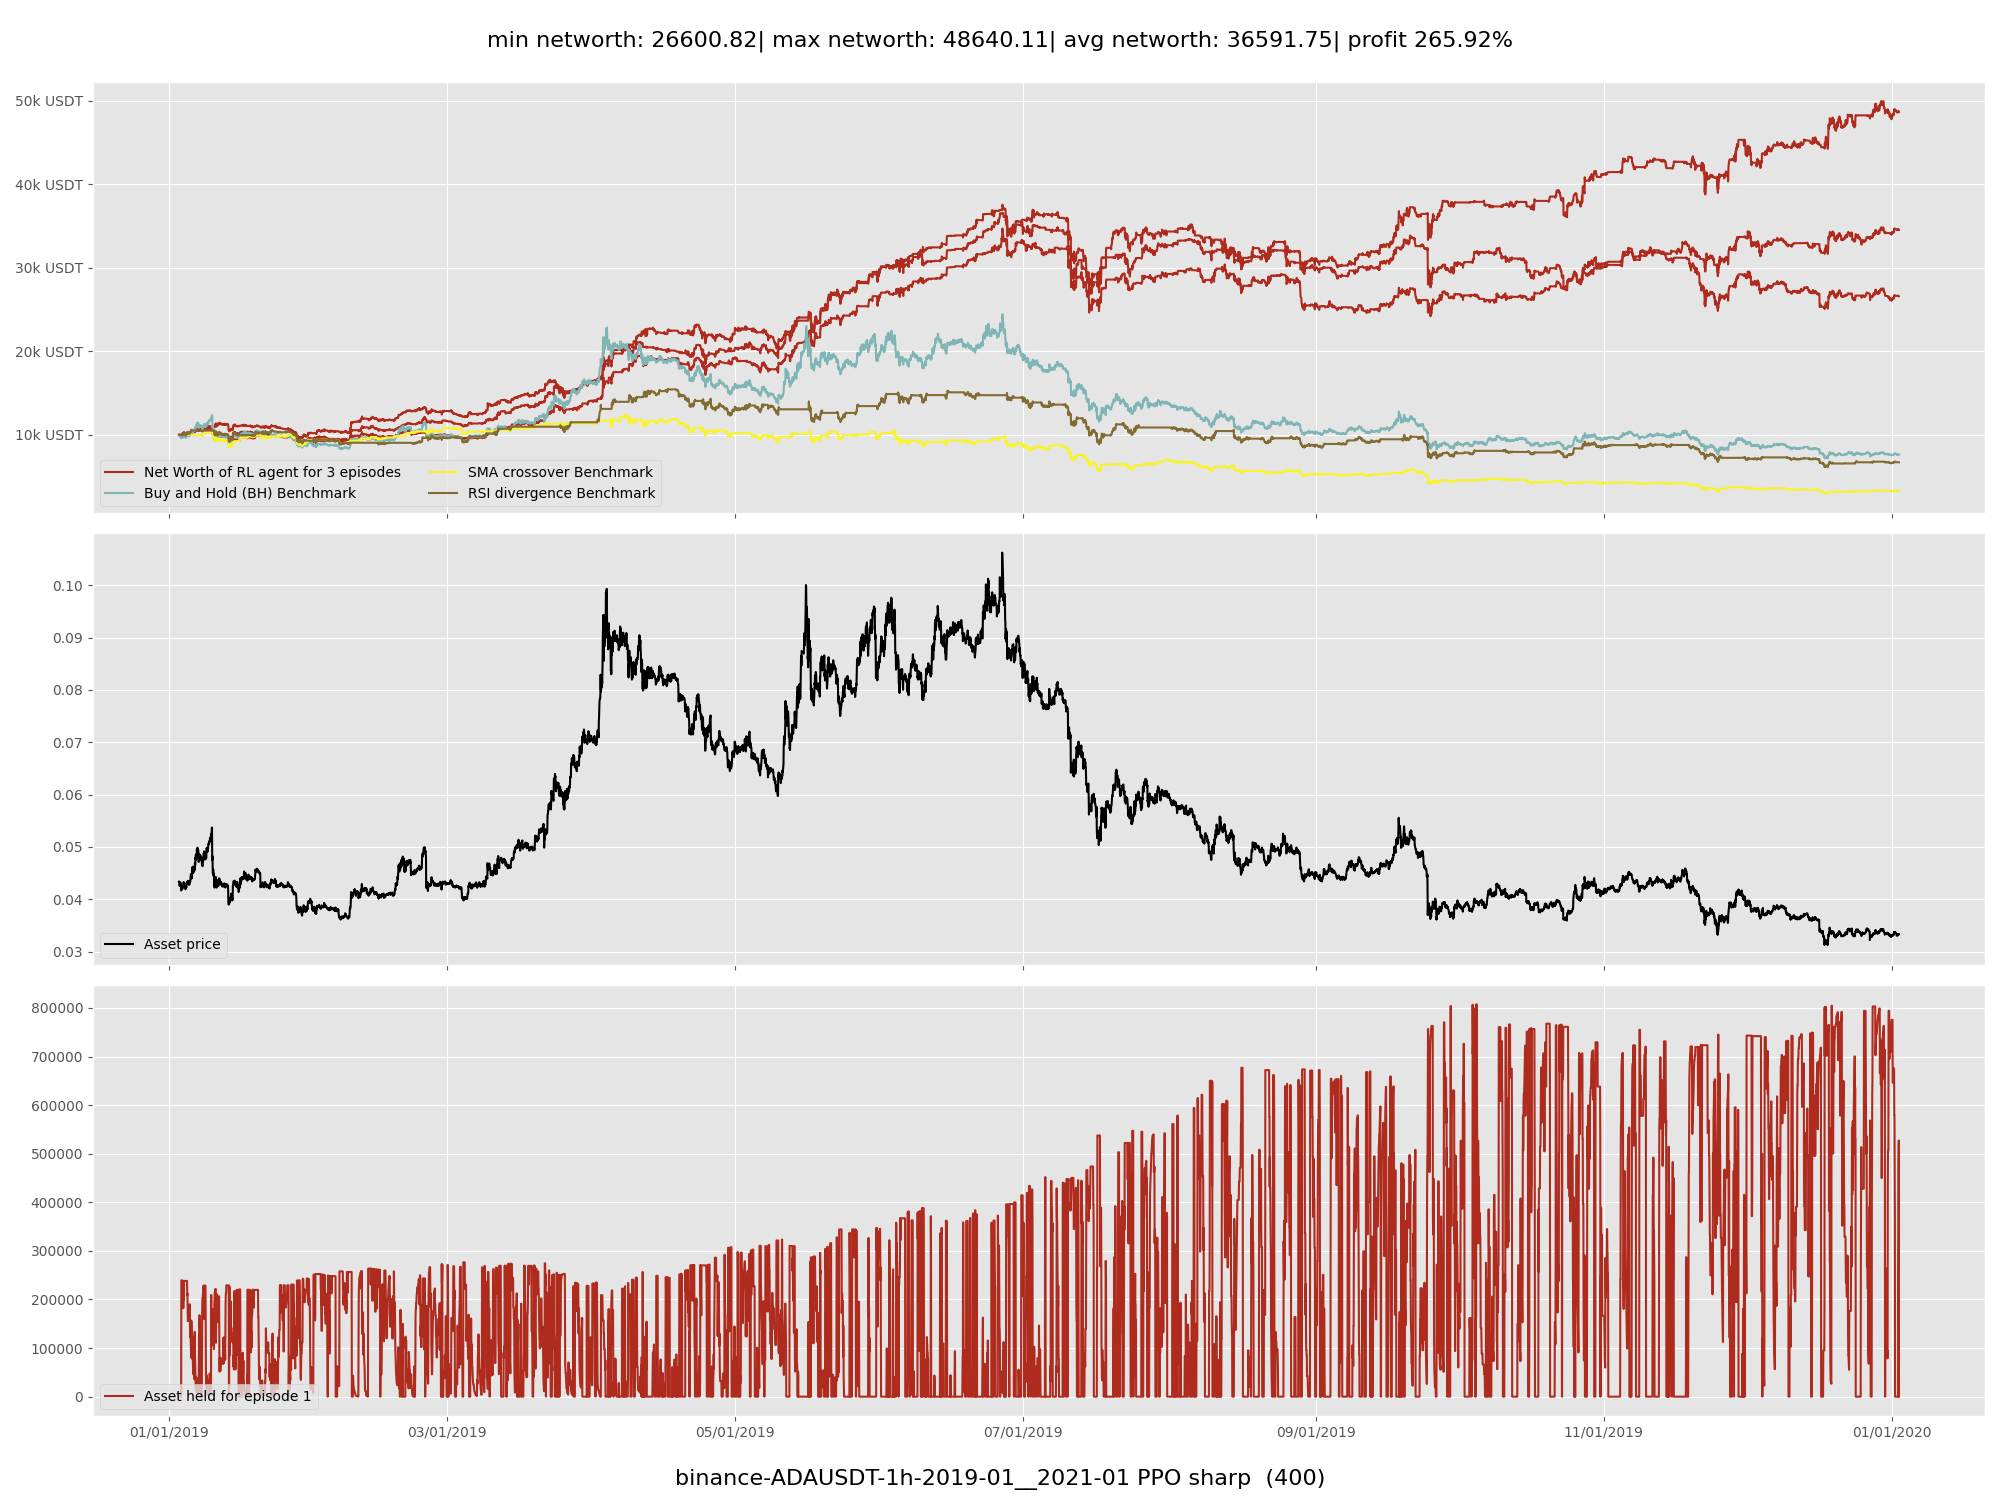 min networth: 26600.82| max networth: 48640.11| avg networth: 36591.75| profit 265.92%
50k USDT
40k USDT
30k USDT
20k USDT
10k USDT
Net Worth of RL agent for 3 episodes
Buy and Hold (BH) Benchmark
SMA crossover Benchmark
RSI divergence Benchmark
0.10
0.09
0.08
0.07
0.06
0.05
0.04
0.03
Asset price
800000
700000
600000
500000
400000
300000
200000
100000
0
Asset held for episode 1
01/01/2019
03/01/2019
05/01/2019
07/01/2019
09/01/2019
11/01/2019
01/01/2020
binance-ADAUSDT-1h-2019-01__2021-01 PPO sharp (400)